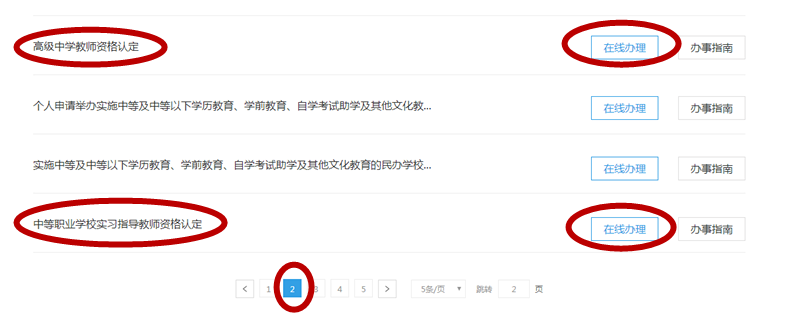 高级中学教师资格认定 在线办理 办事指南
个人申请举办实施中等及中等以下学历教育、学前教育、自学考试助学及其他文化教... 在线办理 办事指南
实施中等及中等以下学历教育、学前教育、自学考试助学及其他文化教育的民办学校... 在线办理 办事指南
中等职业学校实习指导教师资格认定 在线办理 办事指南
< 1 2 3 4 5 > 5条/页 跳转 2 页